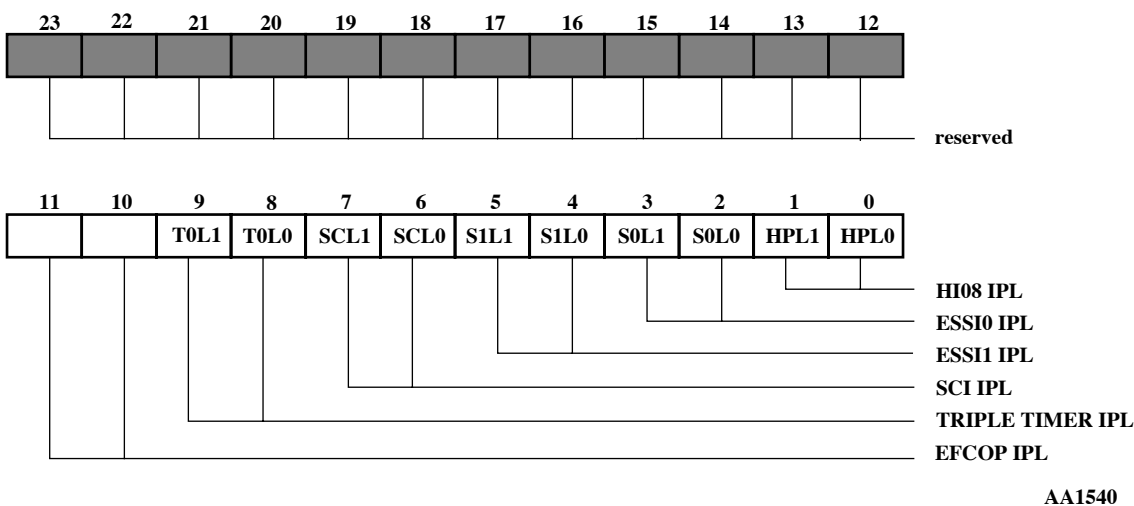 23 22 21 20 19 18 17 16 15 14 13 12
reserved
11 10 9 8 7 6 5 4 3 2 1 0
T0L1 T0L0 SCL1 SCL0 S1L1 S1L0 S0L1 S0L0 HPL1 HPL0
HI08 IPL
ESSI0 IPL
ESSI1 IPL
SCI IPL
TRIPLE TIMER IPL
EFCOP IPL
AA1540